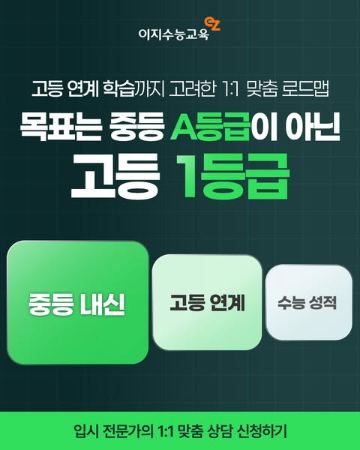 이지수능교육 ez
고등 연계 학습까지 고려한 1:1 맞춤 로드맵
목표는 중등 A등급이 아닌
고등 1등급
중등 내신
고등 연계
수능 성적
입시 전문가의 1:1 맞춤 상담 신청하기